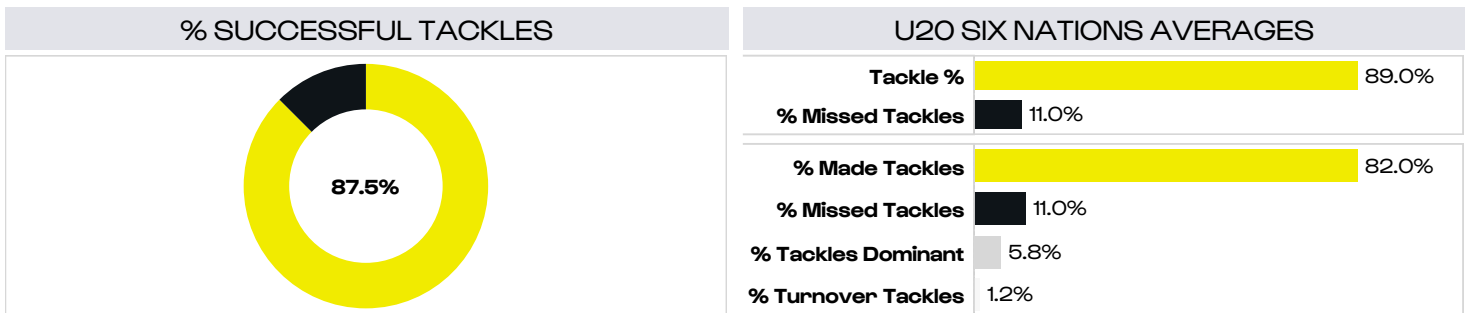 % SUCCESSFUL TACKLES
87.5%
U20 SIX NATIONS AVERAGES
Tackle % 89.0%
% Missed Tackles 11.0%
% Made Tackles 82.0%
% Missed Tackles 11.0%
% Tackles Dominant 5.8%
% Turnover Tackles 1.2%